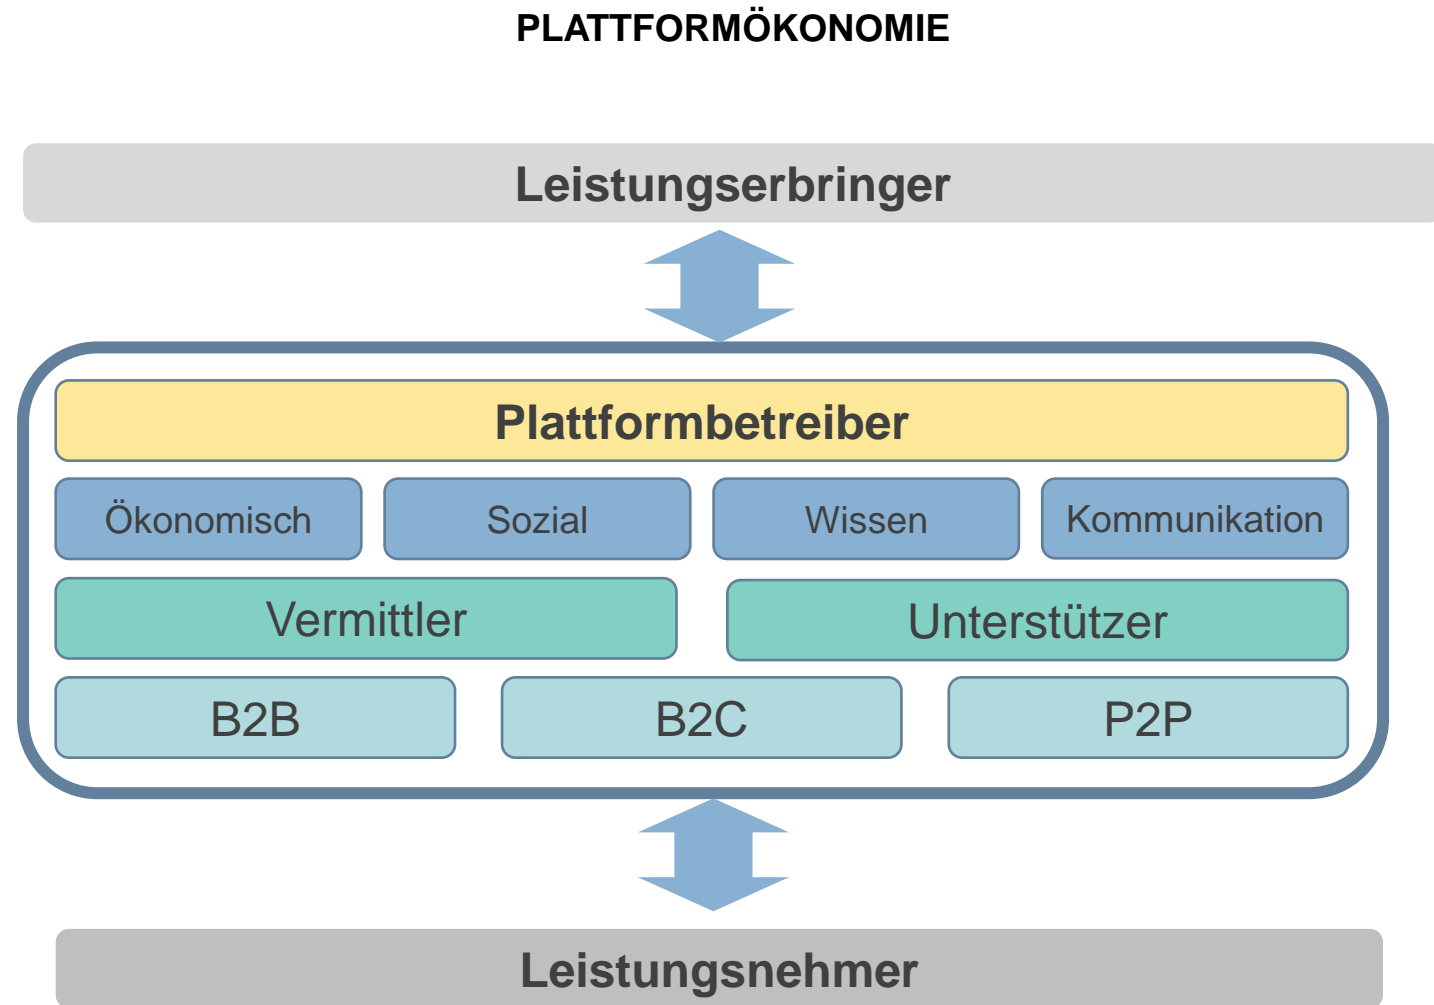 PLATTFORMÖKONOMIE
Leistungserbringer
Plattformbetreiber
Ökonomisch
Sozial
Wissen
Kommunikation
Vermittler
Unterstützer
B2B
B2C
P2P
Leistungsnehmer